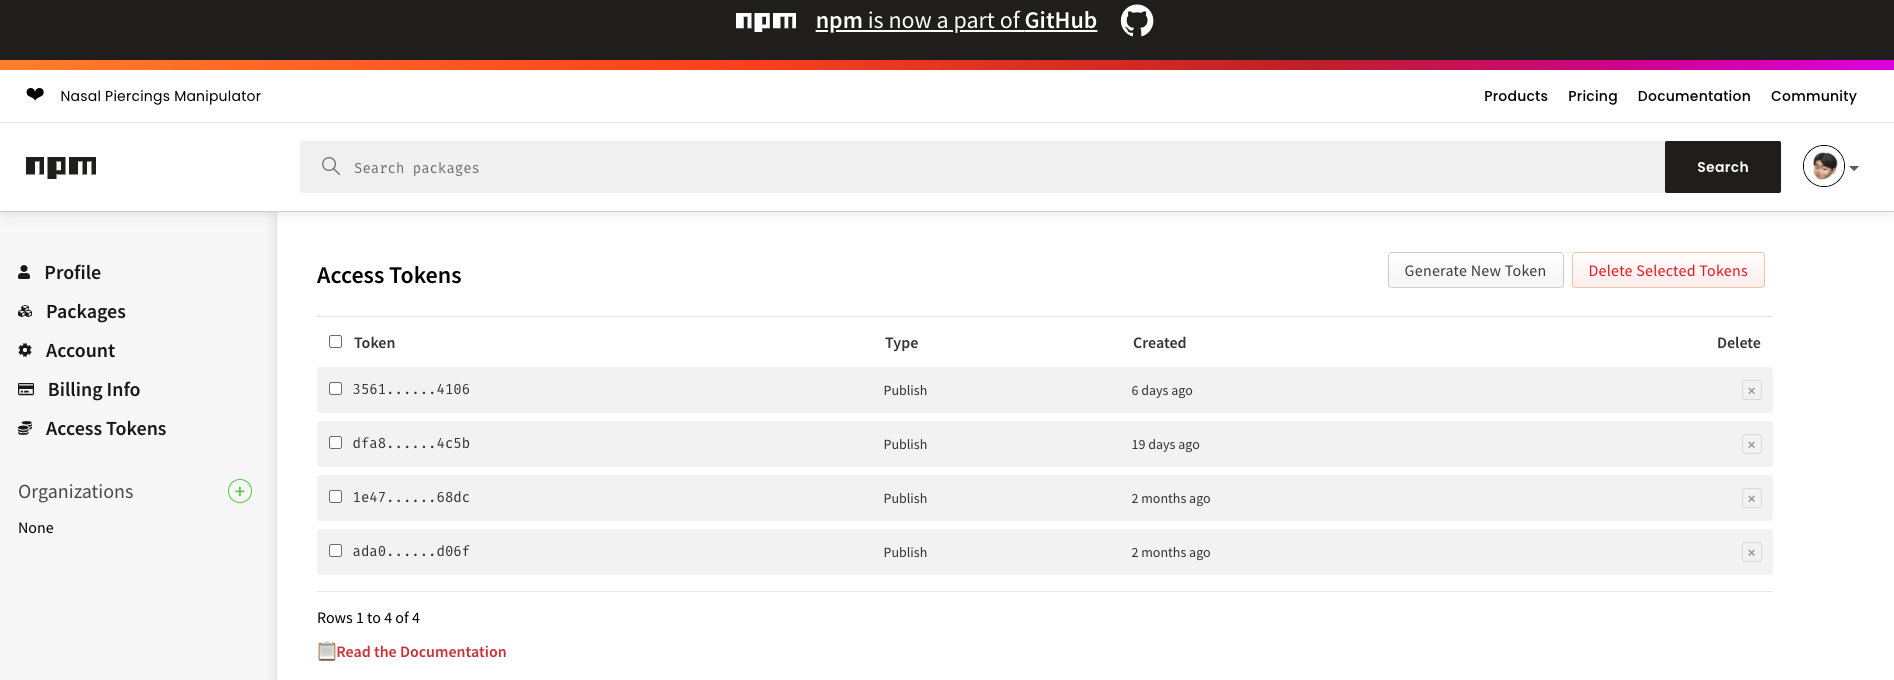 npm npm is now a part of GitHub
❤ Nasal Piercings Manipulator
Products Pricing Documentation Community
npm
Search packages
Search
Profile
Packages
Account
Billing Info
Access Tokens
Organizations
None
Access Tokens
Generate New Token Delete Selected Tokens
Token Type Created Delete
3561......4106 Publish 6 days ago ×
dfa8......4c5b Publish 19 days ago ×
1e47......68dc Publish 2 months ago ×
ada0......d06f Publish 2 months ago ×
Rows 1 to 4 of 4
Read the Documentation